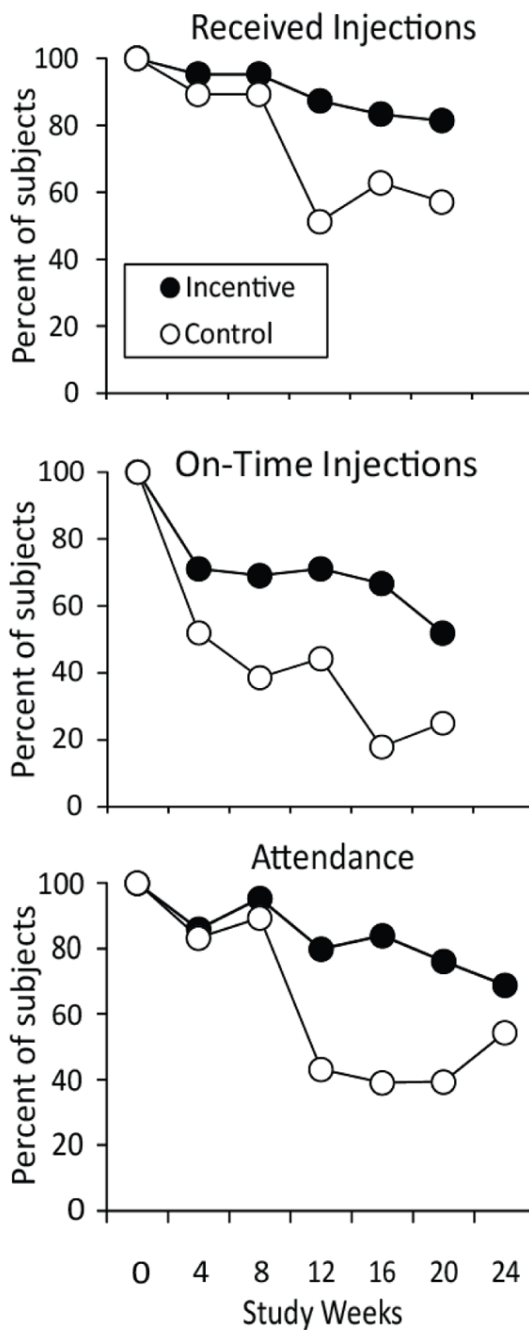 Received Injections
Percent of subjects
100
80
60
40
20
0
Incentive
Control
On-Time Injections
Percent of subjects
100
80
60
40
20
0
Attendance
Percent of subjects
100
80
60
40
20
0
0 4 8 12 16 20 24
Study Weeks